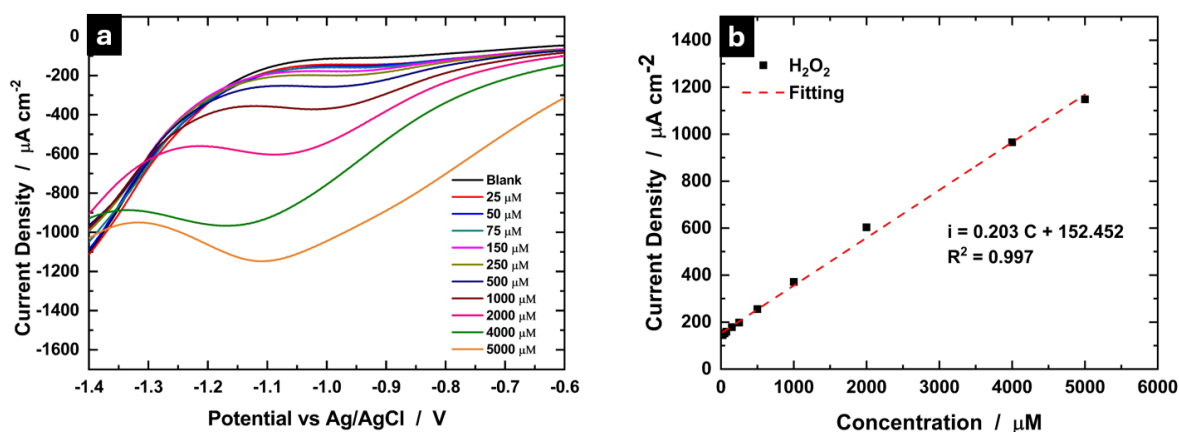 a
0
-200
-400
-600
-800
-1000
-1200
-1400
-1600
Current Density / μA cm⁻²
-1.4 -1.3 -1.2 -1.1 -1.0 -0.9 -0.8 -0.7 -0.6
Potential vs Ag/AgCl / V
Blank
25 μM
50 μM
75 μM
150 μM
250 μM
500 μM
1000 μM
2000 μM
4000 μM
5000 μM
b
1400
1200
1000
800
600
400
200
0
Current Density / μA cm⁻²
H₂O₂
Fitting
i = 0.203 C + 152.452
R² = 0.997
0 1000 2000 3000 4000 5000 6000
Concentration / μM